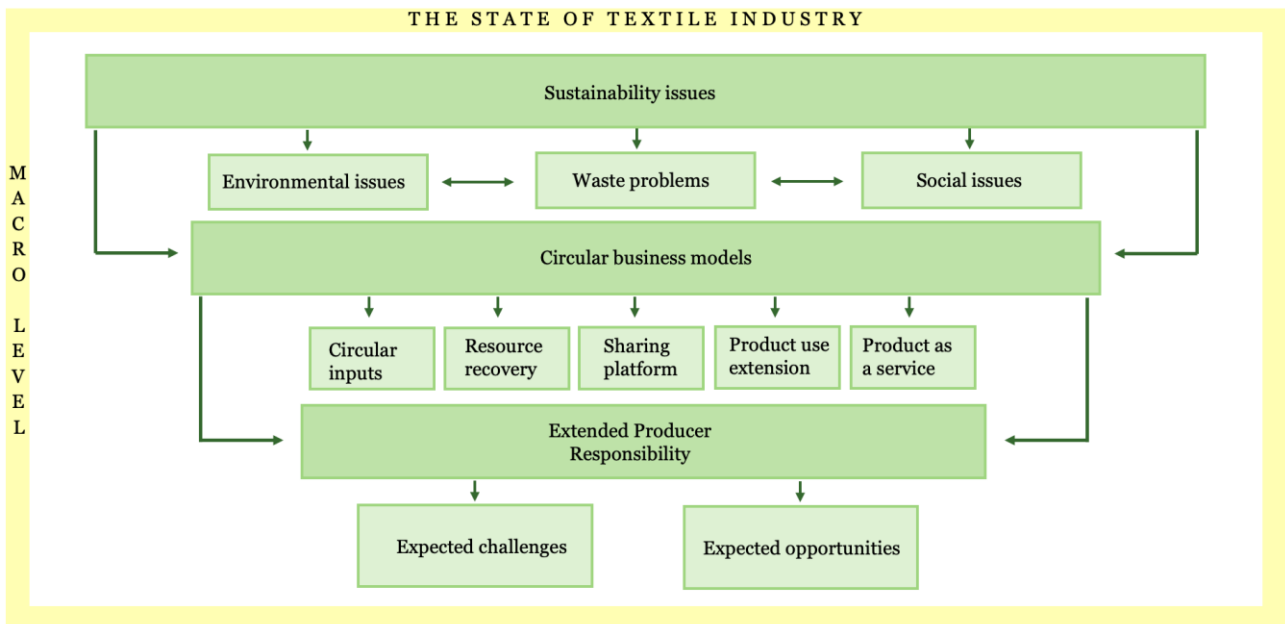 THE STATE OF TEXTILE INDUSTRY
MACRO LEVEL
Sustainability issues
Environmental issues
Waste problems
Social issues
Circular business models
Circular
inputs
Resource
recovery
Sharing
platform
Product use
extension
Product as
a service
Extended Producer
Responsibility
Expected challenges
Expected opportunities